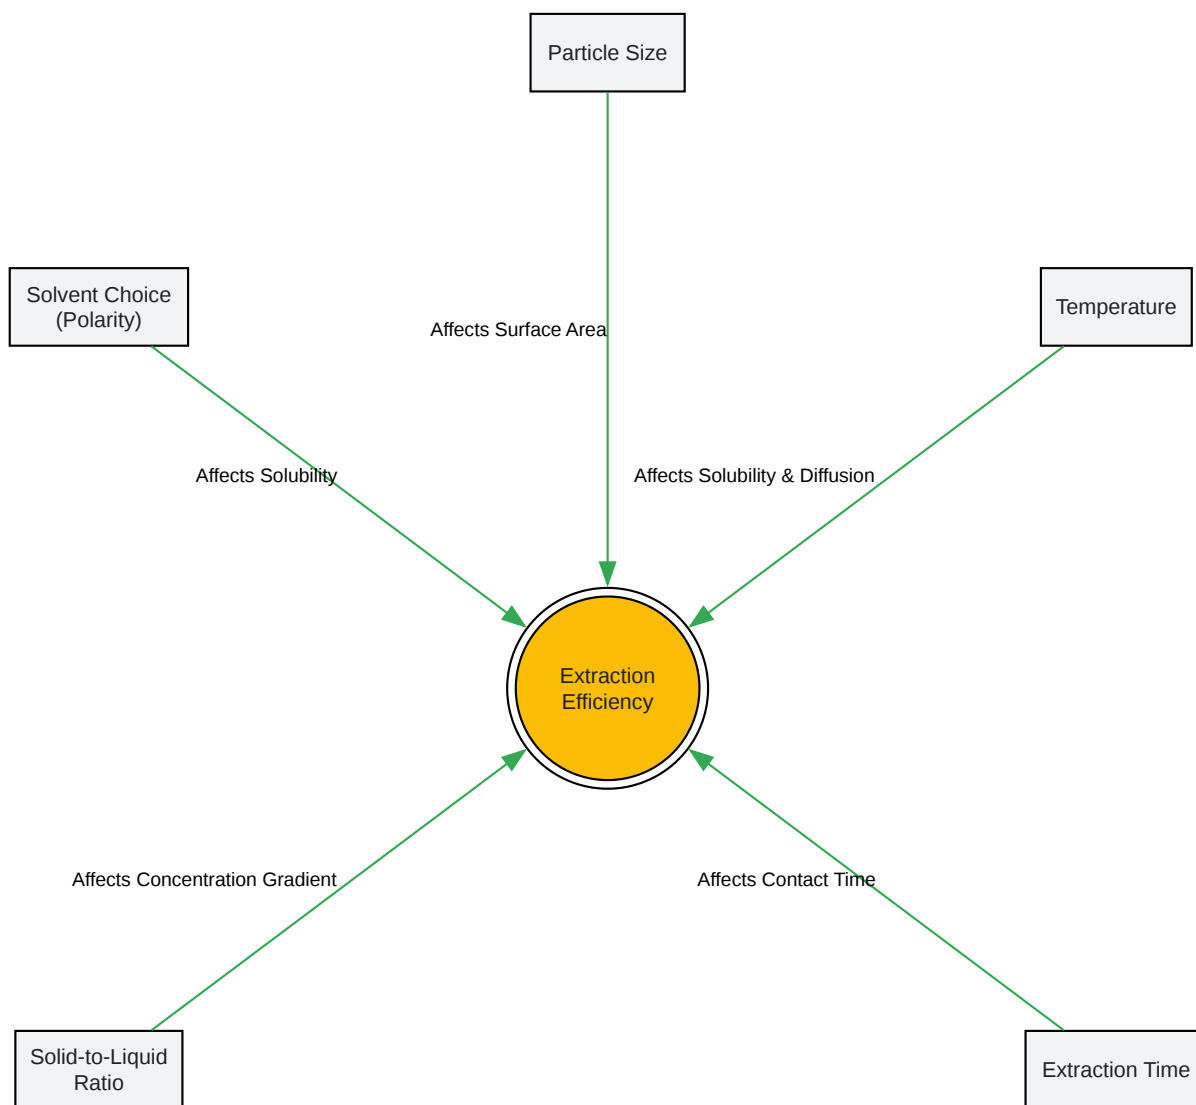 Particle Size
Solvent Choice
(Polarity)
Temperature
Affects Surface Area
Affects Solubility
Affects Solubility & Diffusion
Extraction
Efficiency
Affects Concentration Gradient
Affects Contact Time
Solid-to-Liquid
Ratio
Extraction Time